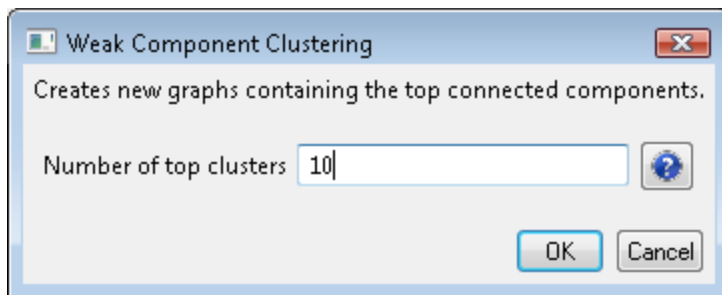 Weak Component Clustering
Creates new graphs containing the top connected components.
Number of top clusters 10
OK Cancel